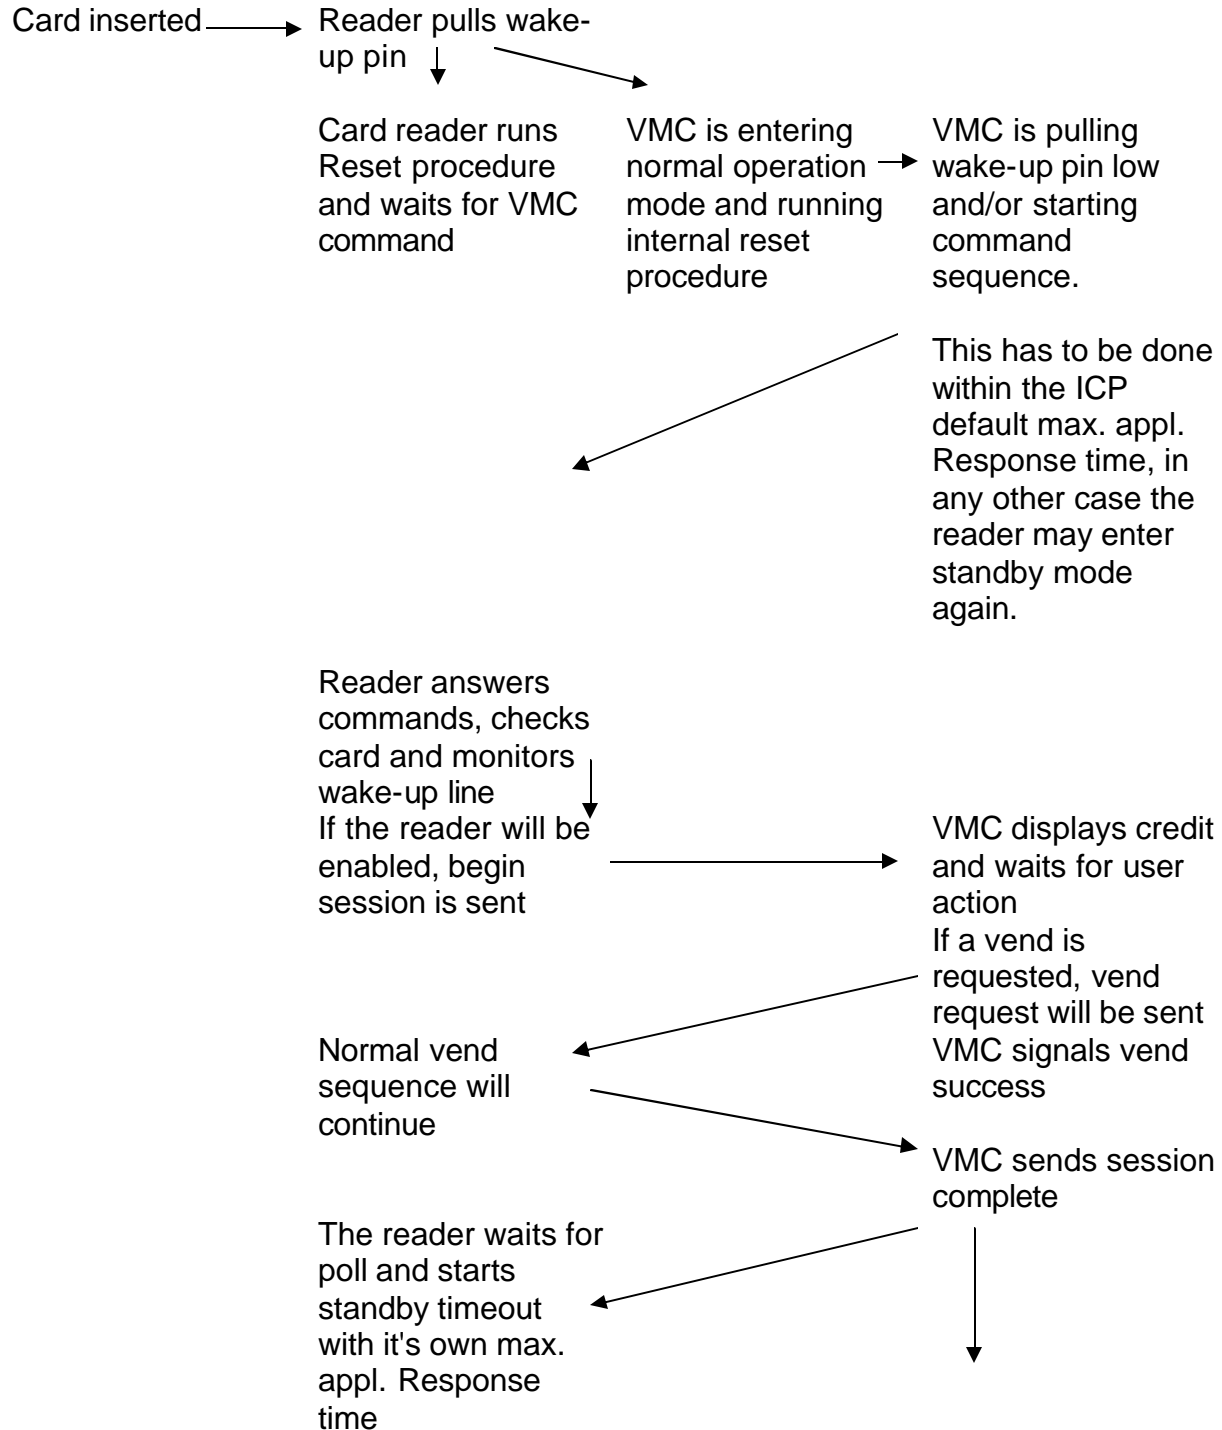 Card inserted
Reader pulls wake-
up pin
Card reader runs
Reset procedure
and waits for VMC
command
VMC is entering
normal operation
mode and running
internal reset
procedure
VMC is pulling
wake-up pin low
and/or starting
command
sequence.
This has to be done
within the ICP
default max. appl.
Response time, in
any other case the
reader may enter
standby mode
again.
Reader answers
commands, checks
card and monitors
wake-up line
If the reader will be
enabled, begin
session is sent
VMC displays credit
and waits for user
action
If a vend is
requested, vend
request will be sent
Normal vend
sequence will
continue
VMC signals vend
success
VMC sends session
complete
The reader waits for
poll and starts
standby timeout
with it's own max.
appl. Response
time